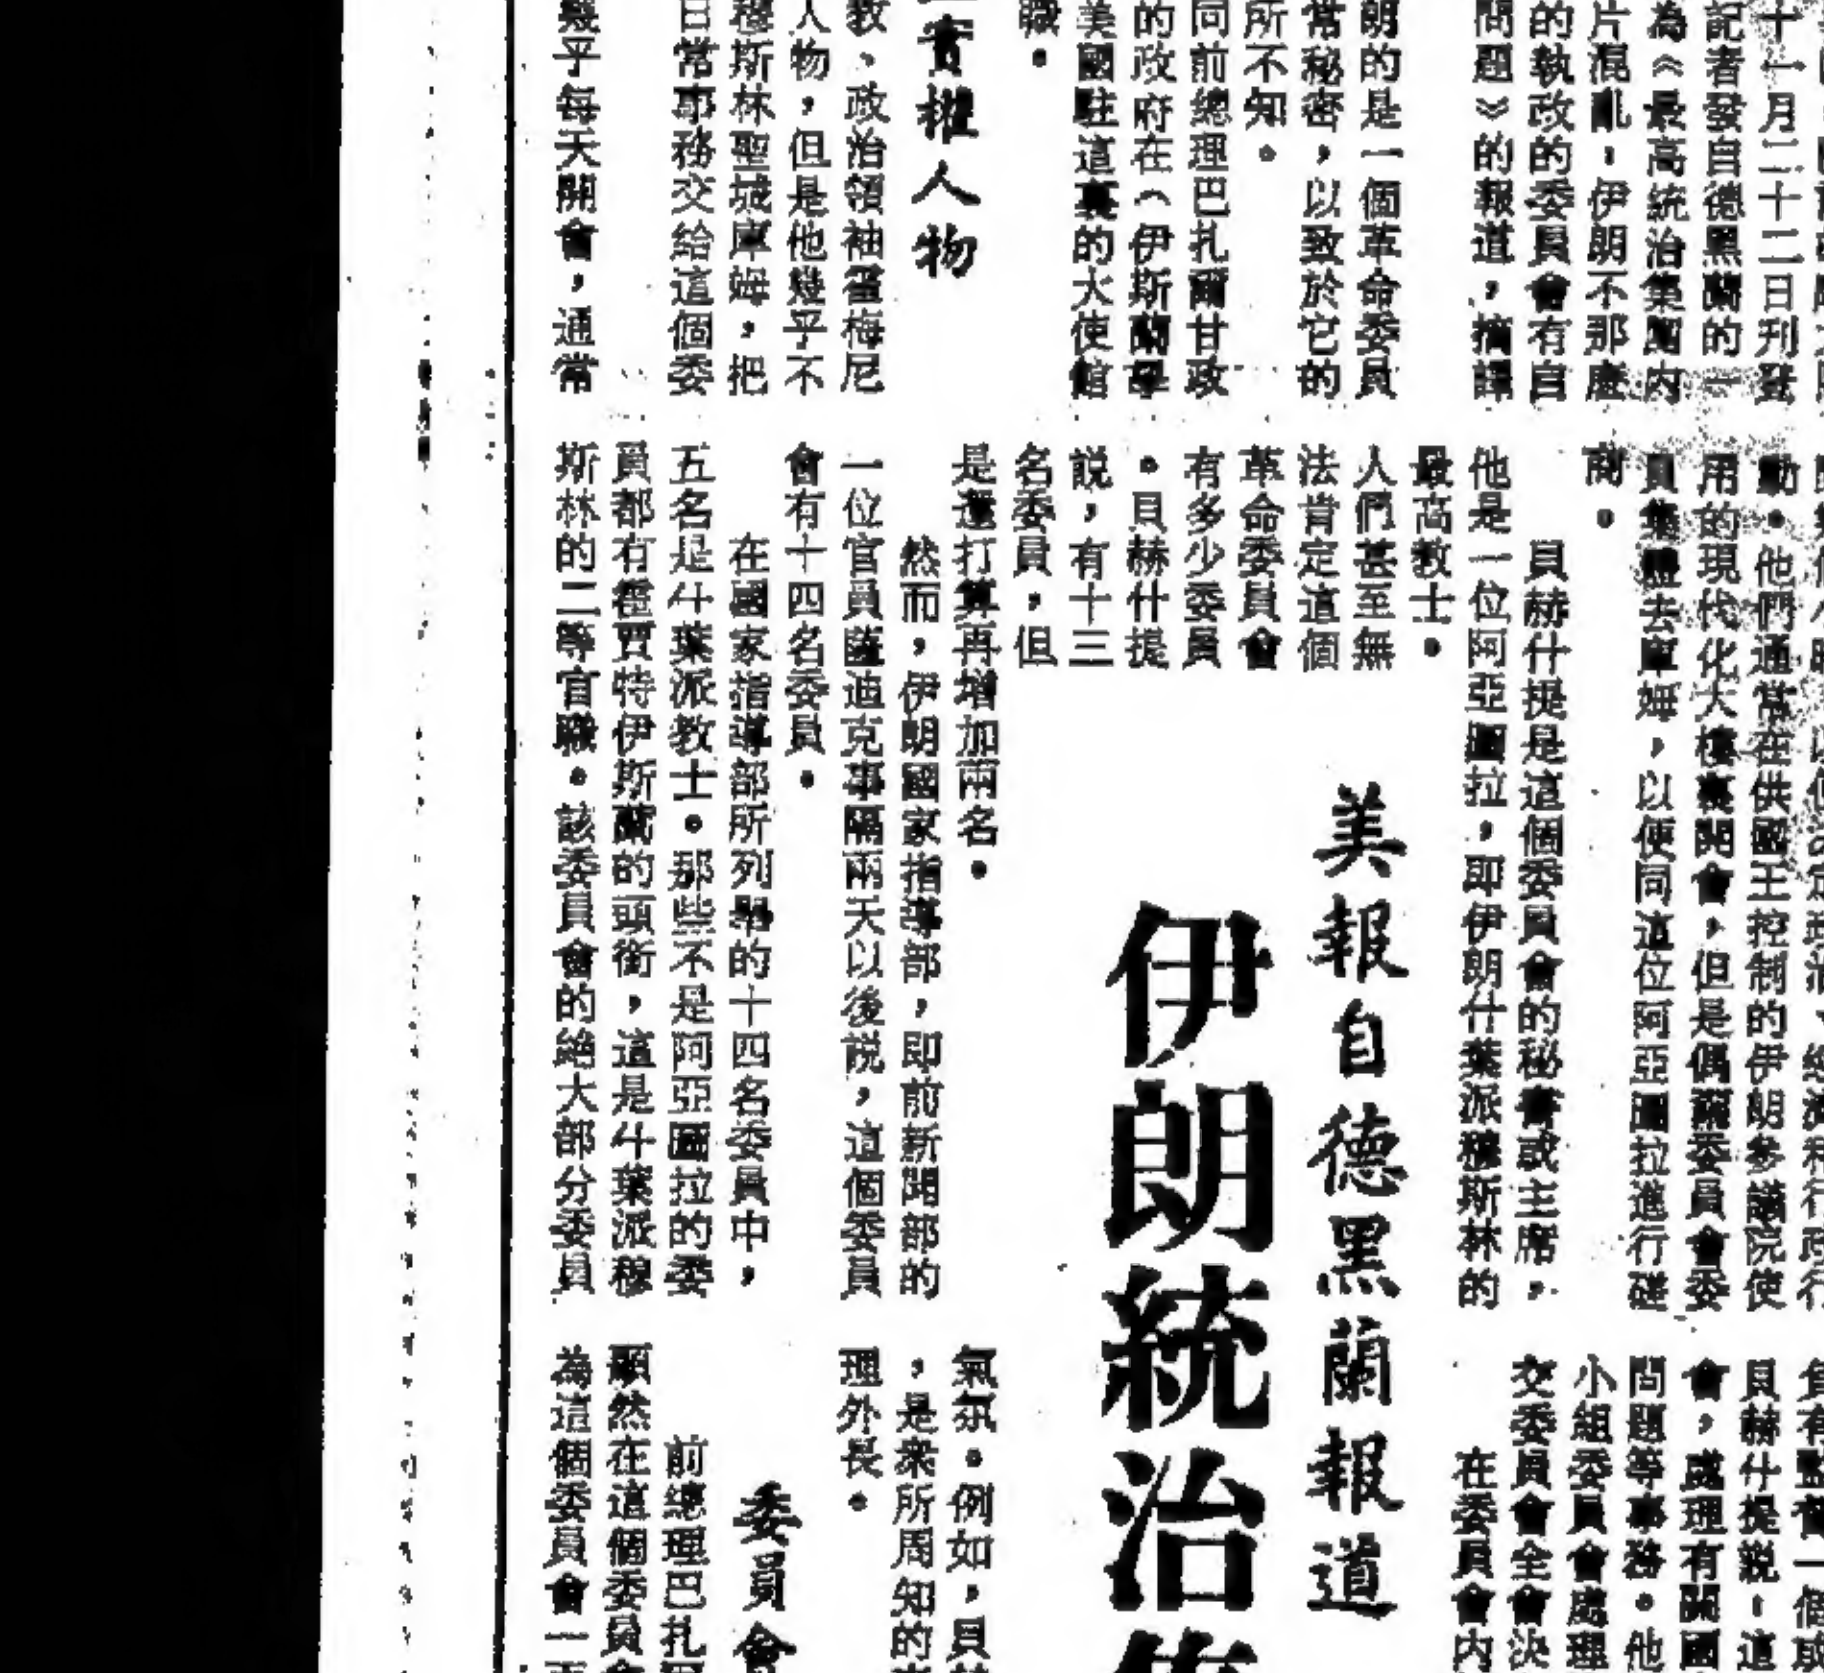 十一月二十二日刊登
記者發自德黑蘭的一
為《最高統治集團内
片混亂,伊朗不那麼
的執政的委員會有自
問題》的報道,摘譯
朗的是一個革命委員
常秘密,以致於它的
所不知。
同前總理巴扎爾甘政
的政府在《伊斯蘭學
美國駐這裏的大使館
職。
實權人物
教、政治領袖霍梅尼
人物,但是他幾乎不
穆斯林聖城庫姆,把
日常事務交給這個委
幾乎每天開會,通常
動。他們通常在供國王控制的伊朗參議院使
用的現代化大樓裏開會,但是偶爾委員會委
員集體去庫姆,以便同這位阿亞圖拉進行磋
商。
貝赫什提是這個委員會的秘書或主席,
他是一位阿亞圖拉,即伊朗什葉派穆斯林的
最高教士。
人們甚至無
法肯定這個
革命委員會
有多少委員
。貝赫什提
説,有十三
名委員,但
是還打算再增加兩名。
然而,伊朗國家指導部,即前新聞部的
一位官員薩迪克事隔兩天以後説,這個委員
會有十四名委員。
在國家指導部所列舉的十四名委員中,
五名是什葉派教士。那些不是阿亞圖拉的委
員都有霍賈特伊斯蘭的頭銜,這是什葉派穆
斯林的二等官職。該委員會的絶大部分委員
美報自德黑蘭報道
伊朗統治
負有監督一個或
貝赫什提説,這
會,處理有關國
問題等事務。他
小組委員會處理
交委員會全會決
在委員會内
氣氛。例如,貝
,是衆所周知的
理外長。
委員會
前總理巴扎
顯然在這個委員
為這個委員會一